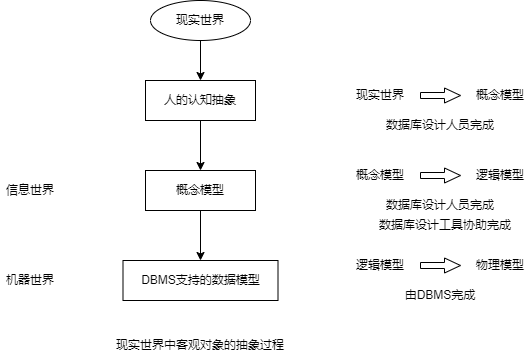 现实世界
人的认知抽象
现实世界 概念模型
数据库设计人员完成
信息世界
概念模型
概念模型 逻辑模型
数据库设计人员完成
数据库设计工具协助完成
机器世界
DBMS支持的数据模型
逻辑模型 物理模型
由DBMS完成
现实世界中客观对象的抽象过程